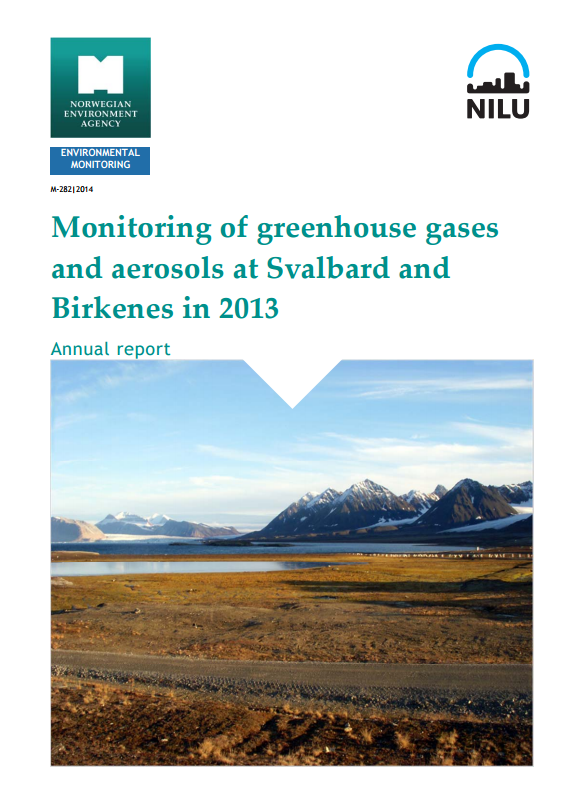 NORWEGIAN
ENVIRONMENT
AGENCY
NILU
ENVIRONMENTAL
MONITORING
M-282|2014
Monitoring of greenhouse gases
and aerosols at Svalbard and
Birkenes in 2013
Annual report